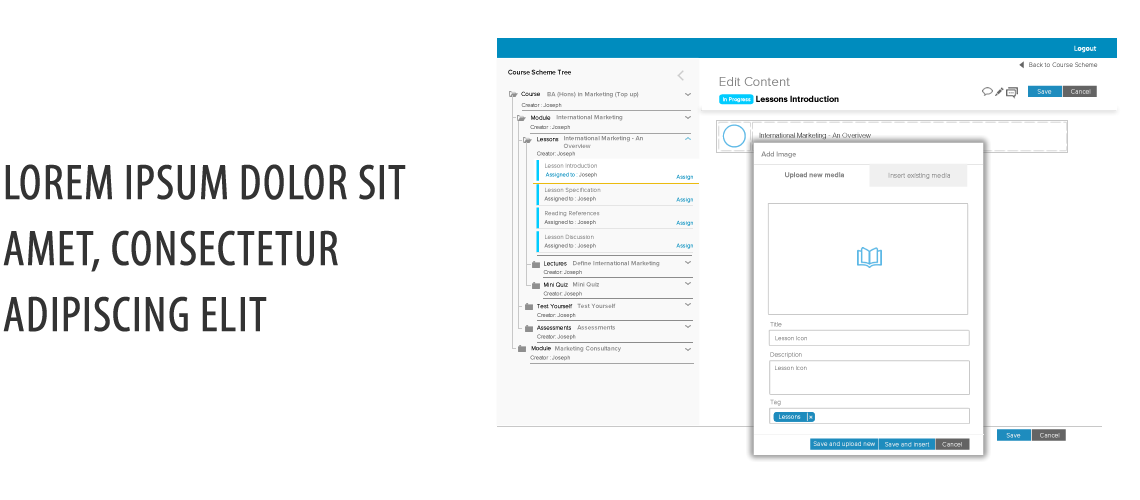 LOREM IPSUM DOLOR SIT
AMET, CONSECTETUR
ADIPISCING ELIT
Logout
Course Scheme Tree
Course BA (Hons) in Marketing (Top up)
Creator : Joseph
Module International Marketing
Creator : Joseph
Lessons International Marketing - An
Overview
Creator: Joseph
Lesson Introduction
Assigned to : Joseph
Assign
Lesson Specification
Assigned to : Joseph
Assign
Reading References
Assigned to : Joseph
Assign
Lesson Discussion
Assigned to : Joseph
Assign
Lectures Define International Marketing
Creator: Joseph
Mini Quiz Mini Quiz
Creator: Joseph
Test Yourself Test Yourself
Creator: Joseph
Assessments Assessments
Creator: Joseph
Module Marketing Consultancy
Creator : Joseph
Back to Course Scheme
Edit Content
In Progress Lessons Introduction
Save Cancel
International Marketing - An Overivew
Add Image
Upload new media Insert existing media
Title
Lesson Icon
Description
Lesson icon
Tag
Lessons x
Save and upload new Save and insert Cancel
Save Cancel